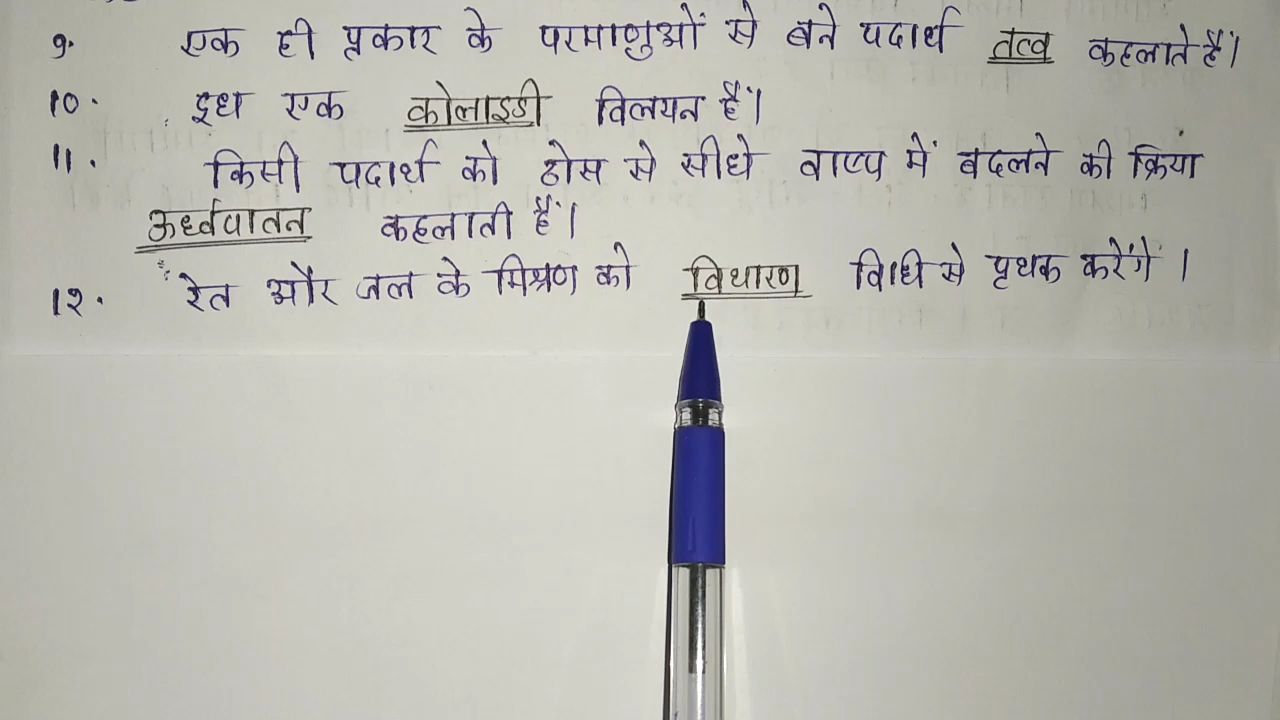 9. एक ही प्रकार के परमाणुओं से बने पदार्थ तत्व कहलाते हैं।
10. दूध एक कोलाइडी विलयन हैं।
11. किसी पदार्थ को ठोस से सीधे वाष्प में बदलने की क्रिया
ऊर्ध्वपातन कहलाती हैं।
12. रेत और जल के मिश्रण को विथारण विधि से पृथक करेंगें।